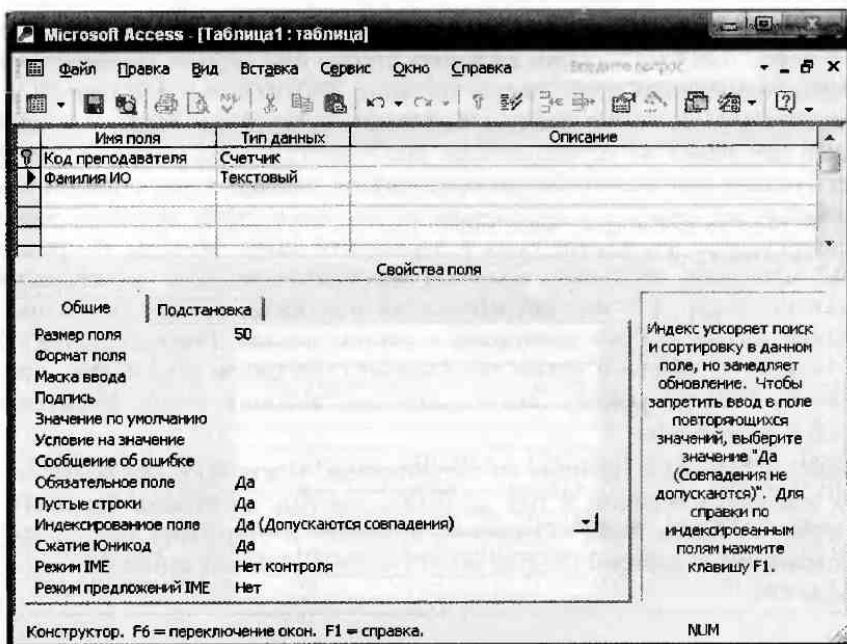 Microsoft Access - [Таблица1 : таблица]
Файл Правка Вид Вставка Сервис Окно Справка Введите вопрос
Имя поля Тип данных Описание
Код преподавателя Счетчик
Фамилия ИО Текстовый
Свойства поля
Общие Подстановка
Размер поля 50
Формат поля
Маска ввода
Подпись
Значение по умолчанию
Условие на значение
Сообщение об ошибке
Обязательное поле Да
Пустые строки Да
Индексированное поле Да (Допускаются совпадения)
Сжатие Юникод Да
Режим IME Нет контроля
Режим предложений IME Нет
Индекс ускоряет поиск
и сортировку в данном
поле, но замедляет
обновление. Чтобы
запретить ввод в поле
повторяющихся
значений, выберите
значение "Да
(Совпадения не
допускаются)". Для
справки по
индексированным
полям нажмите
клавишу F1.
Конструктор. F6 = переключение окон. F1 = справка. NUM